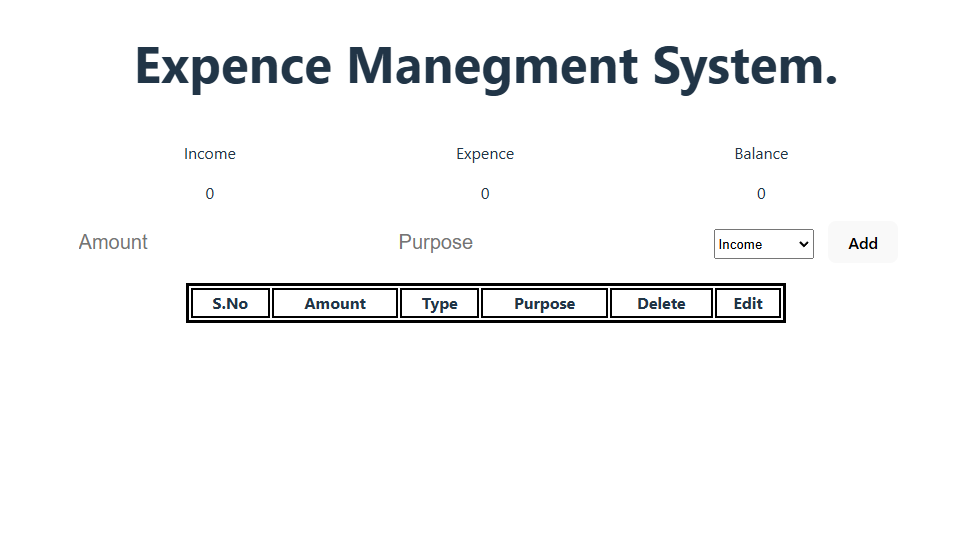 Expence Manegment System.
Income Expence Balance
0 0 0
Amount Purpose Income Add
S.No Amount Type Purpose Delete Edit